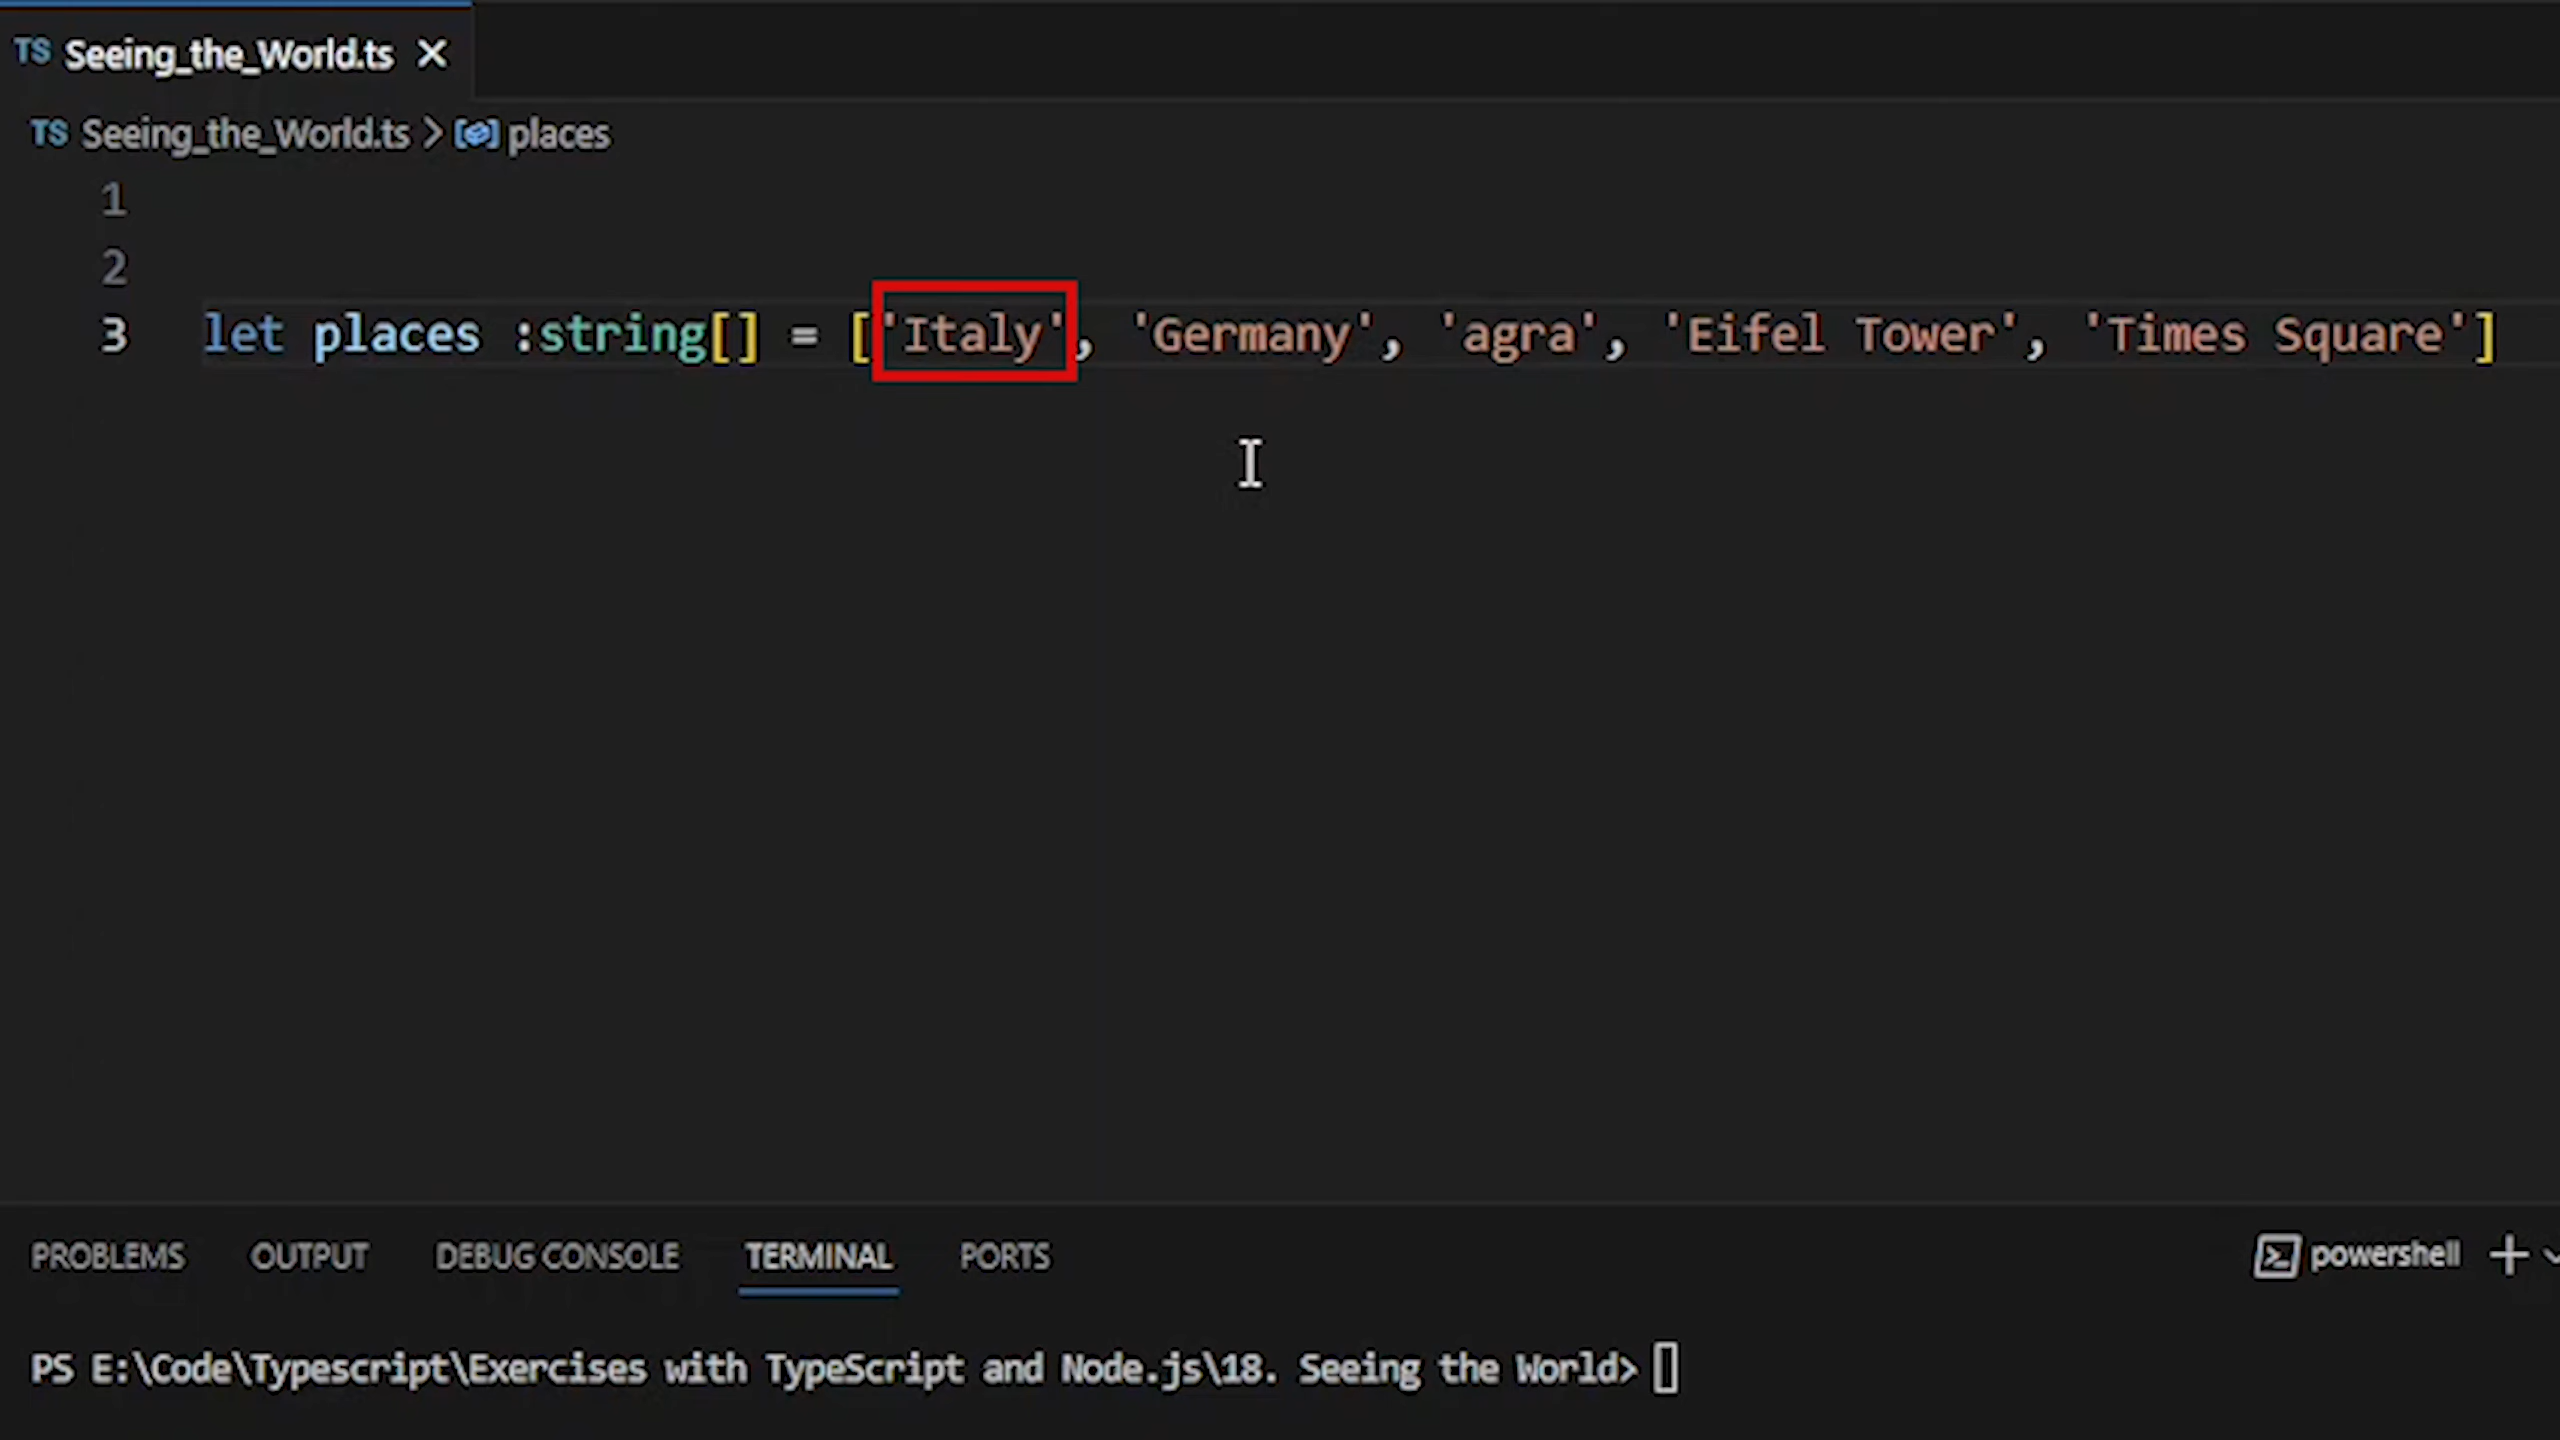 TS Seeing_the_World.ts ×
TS Seeing_the_World.ts > places
1
2
3 let places :string[] = ['Italy', 'Germany', 'agra', 'Eifel Tower', 'Times Square']
PROBLEMS OUTPUT DEBUG CONSOLE TERMINAL PORTS powershell +
PS E:\Code\Typescript\Exercises with TypeScript and Node.js\18. Seeing the World>